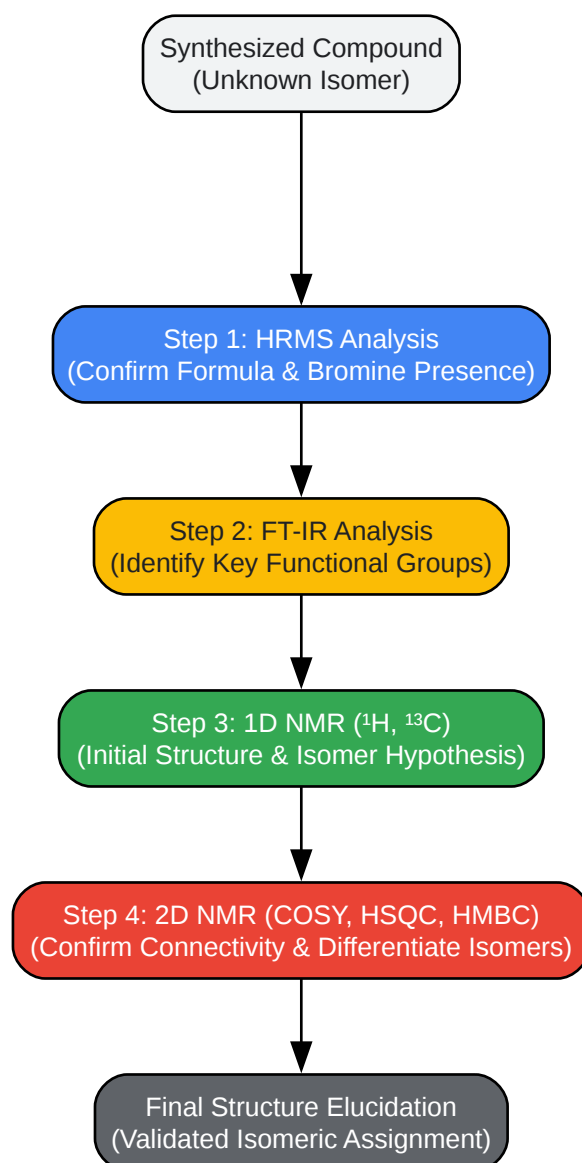 Synthesized Compound
(Unknown Isomer)
Step 1: HRMS Analysis
(Confirm Formula & Bromine Presence)
Step 2: FT-IR Analysis
(Identify Key Functional Groups)
Step 3: 1D NMR (¹H, ¹³C)
(Initial Structure & Isomer Hypothesis)
Step 4: 2D NMR (COSY, HSQC, HMBC)
(Confirm Connectivity & Differentiate Isomers)
Final Structure Elucidation
(Validated Isomeric Assignment)